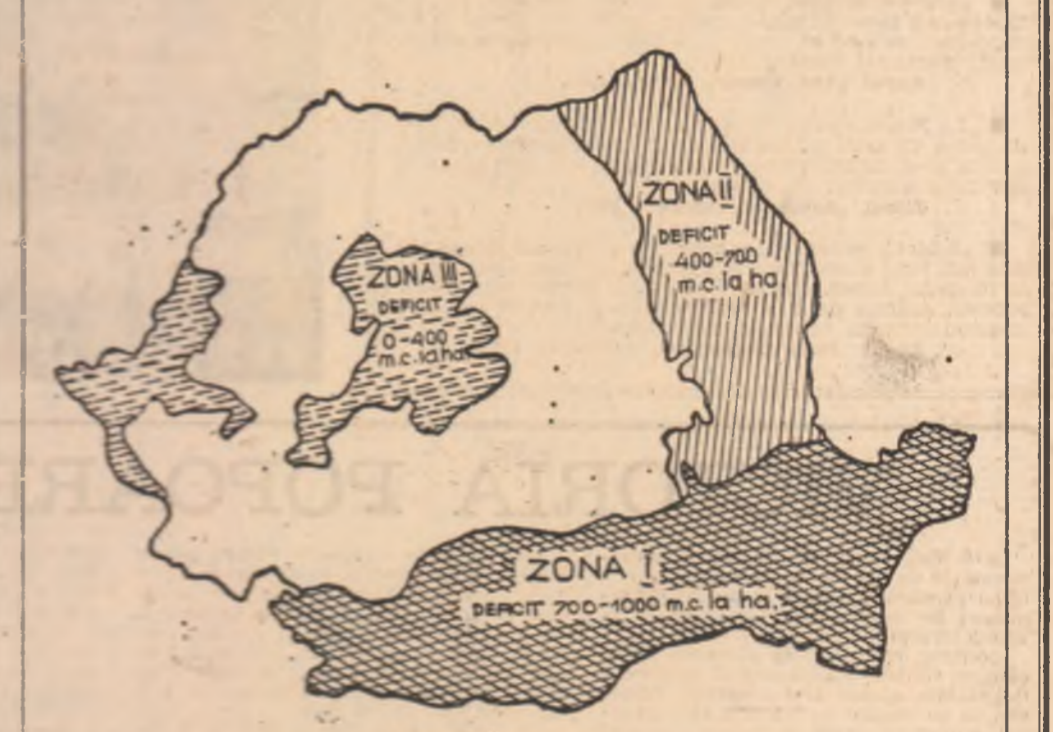 ZONA II
DEFICIT
400-700
m.c. la ha
ZONA III
DEFICIT
0-400
m.c. la ha
ZONA I
DEFICIT 700-1000 m.c. la ha.